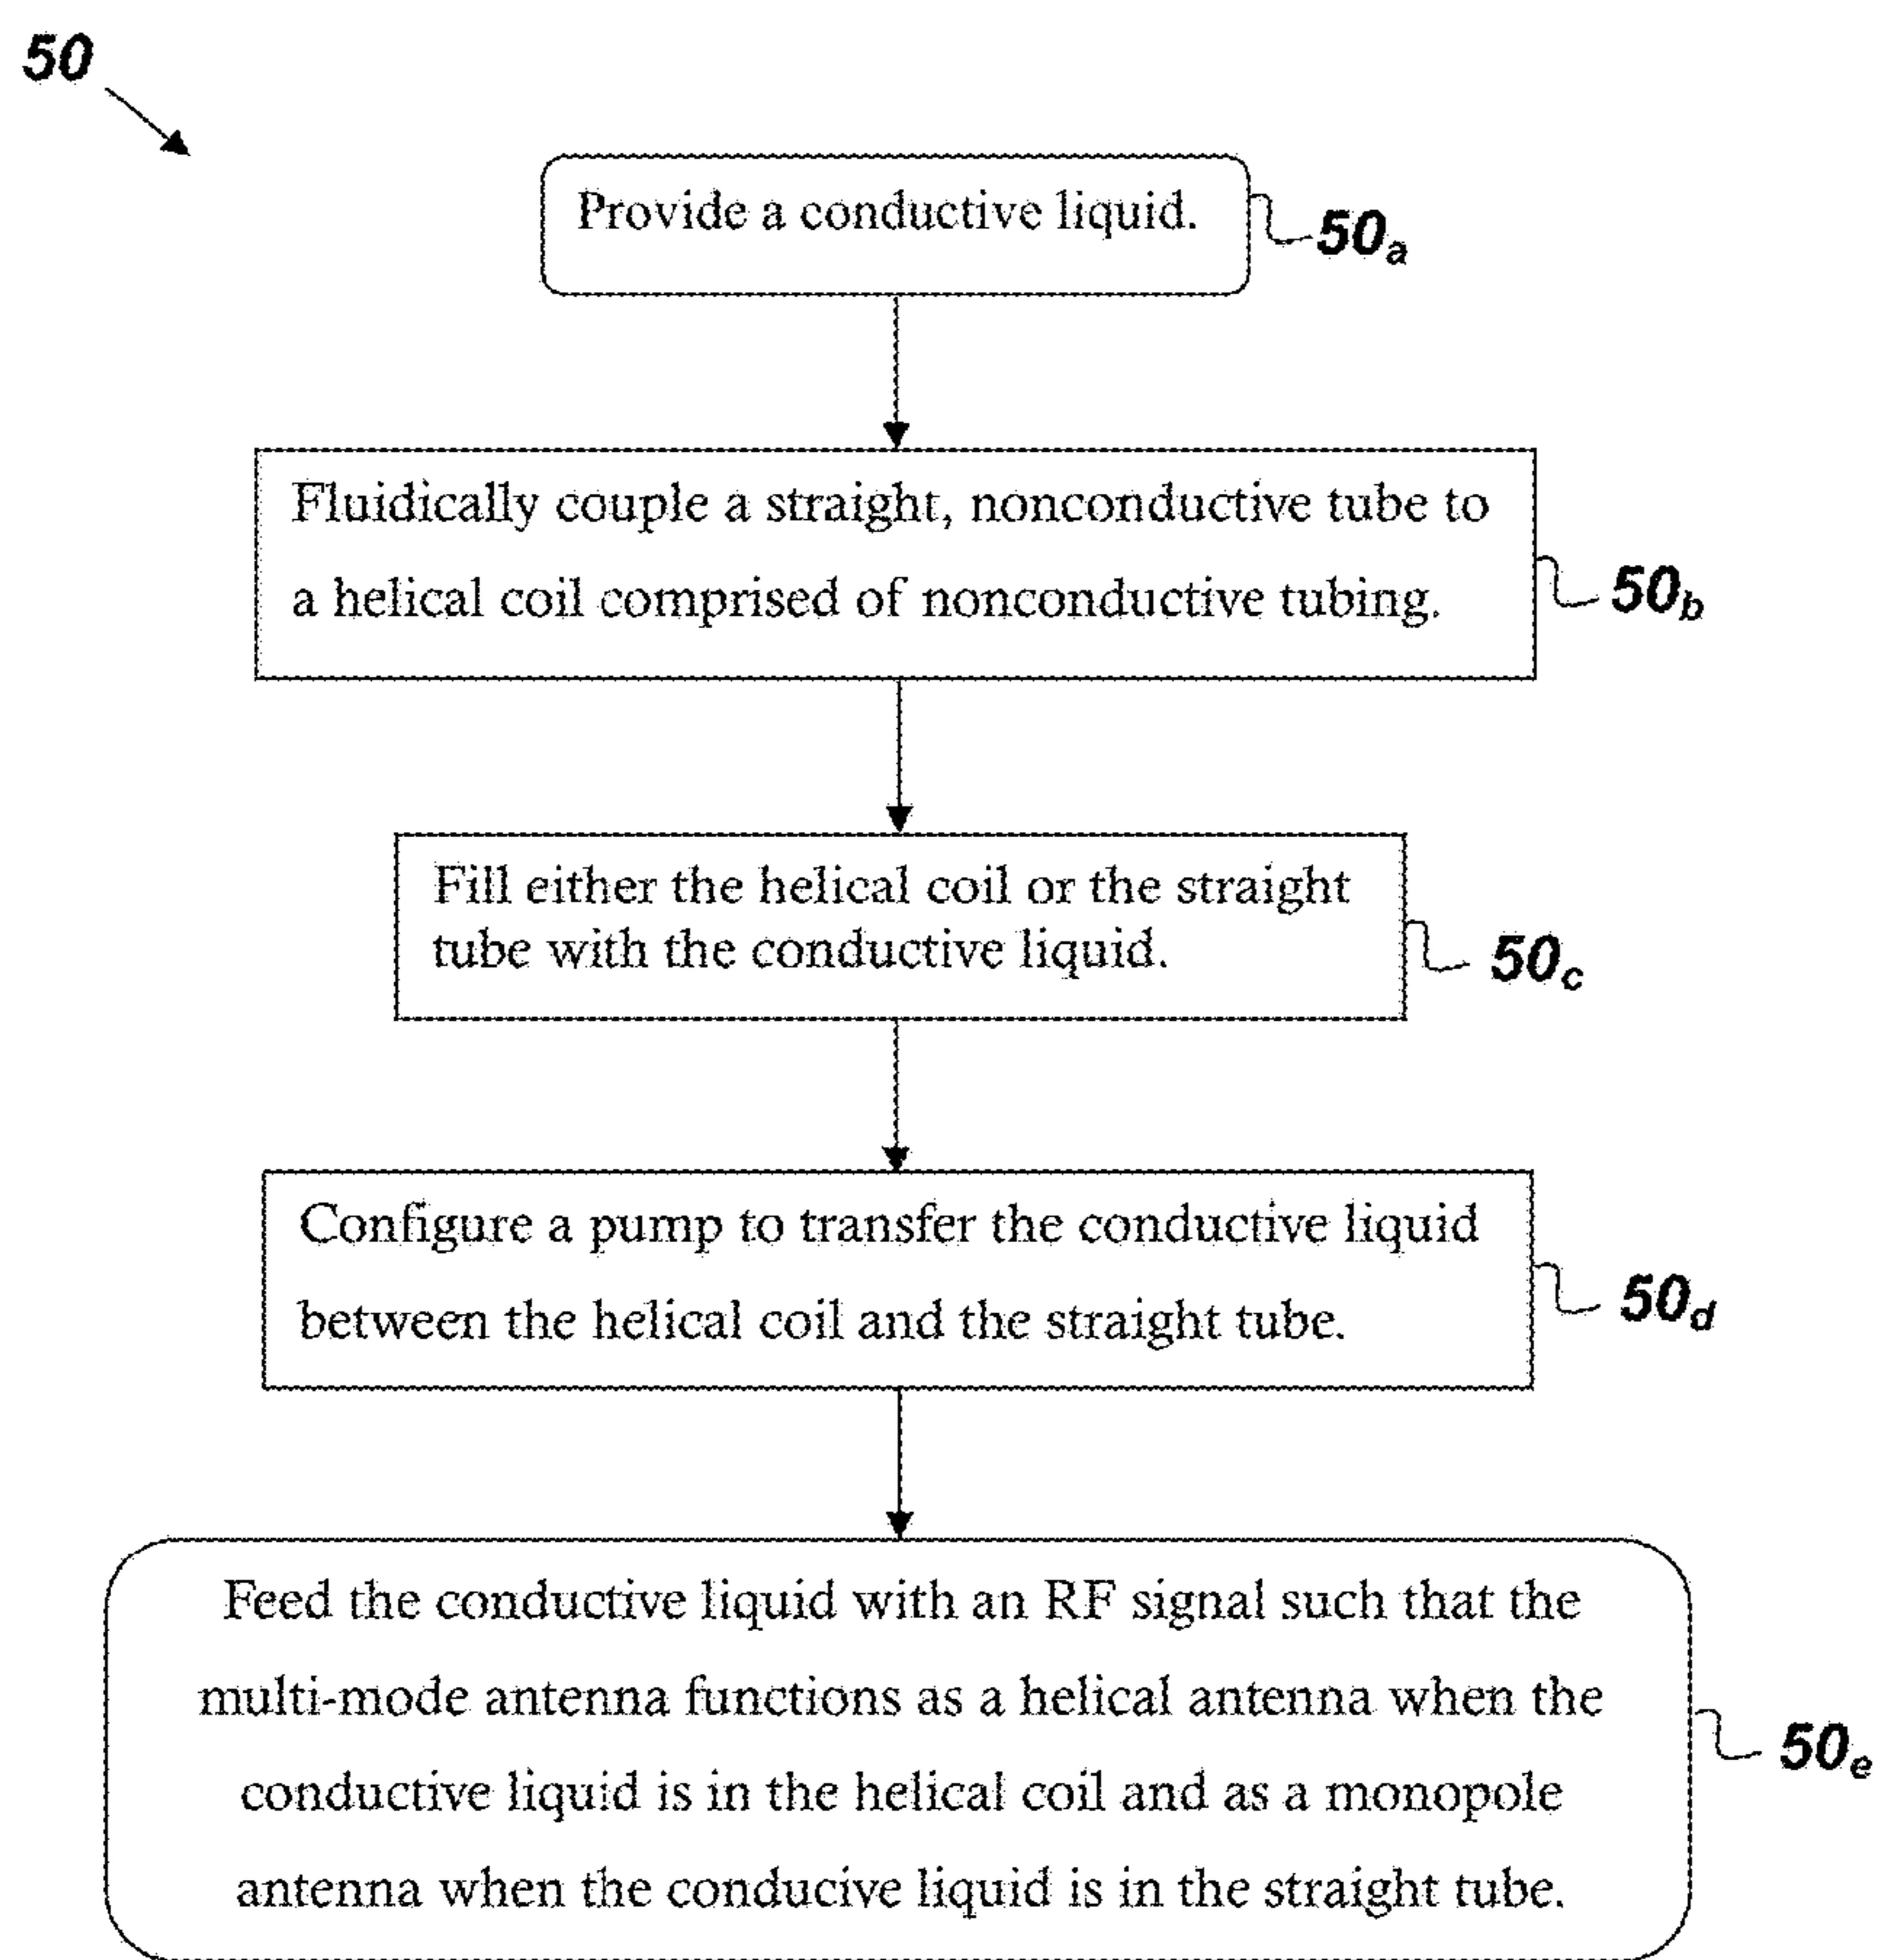 50
Provide a conductive liquid.
50a
Fluidically couple a straight, nonconductive tube to
a helical coil comprised of nonconductive tubing.
50b
Fill either the helical coil or the straight
tube with the conductive liquid.
50c
Configure a pump to transfer the conductive liquid
between the helical coil and the straight tube.
50d
Feed the conductive liquid with an RF signal such that the
multi-mode antenna functions as a helical antenna when the
conductive liquid is in the helical coil and as a monopole
antenna when the conducive liquid is in the straight tube.
50e